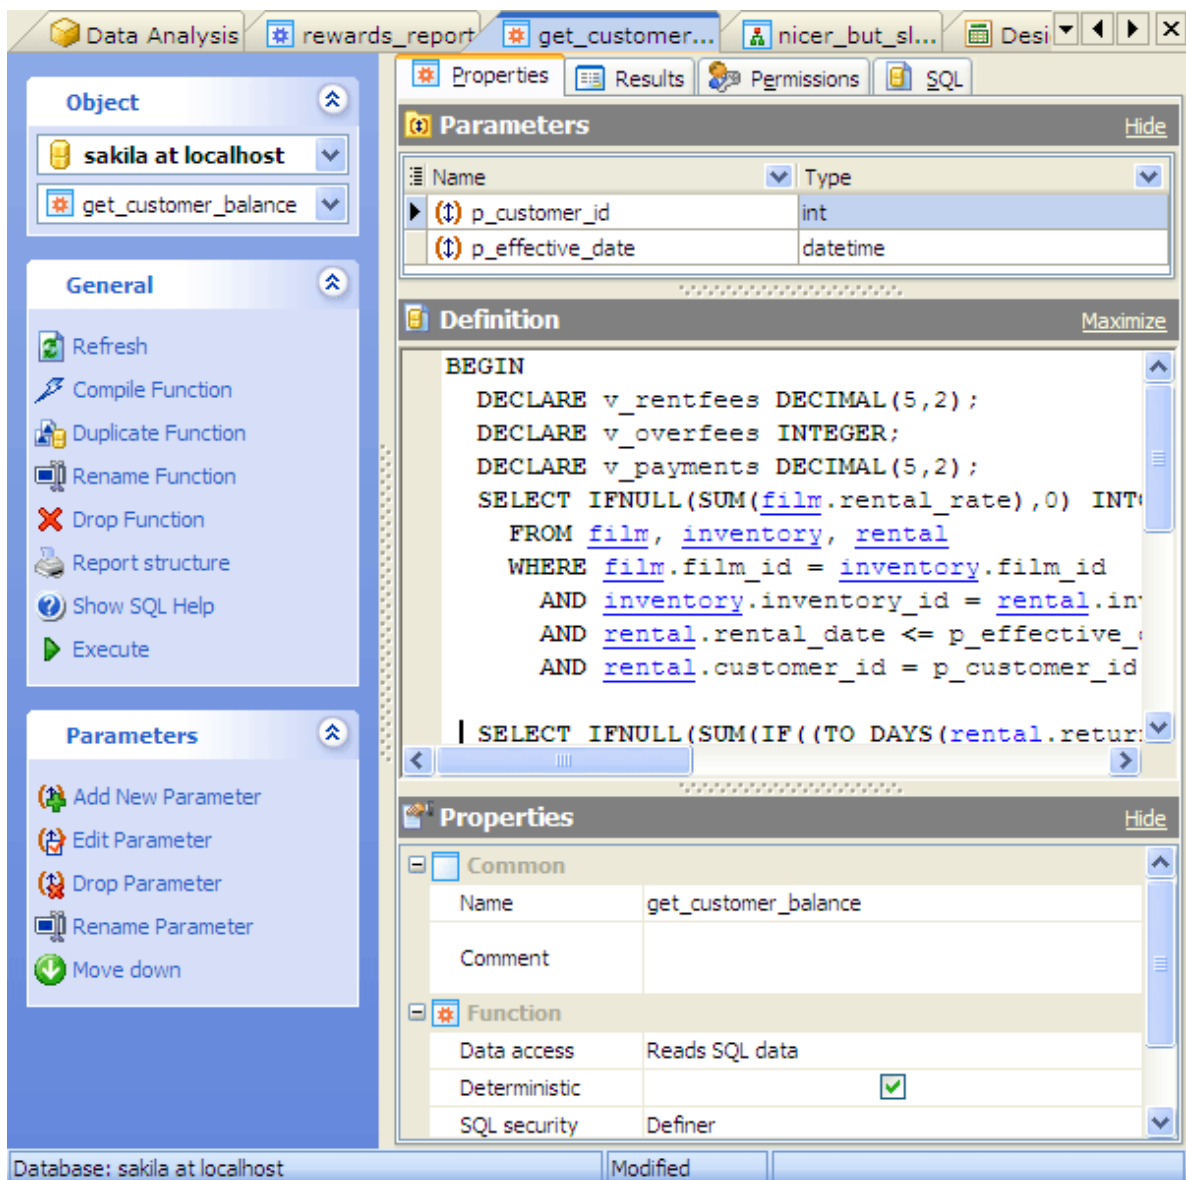 Data Analysis rewards_report get_customer... nicer_but_sl... Desi
Object
sakila at localhost
get_customer_balance
General
Refresh
Compile Function
Duplicate Function
Rename Function
Drop Function
Report structure
Show SQL Help
Execute
Parameters
Add New Parameter
Edit Parameter
Drop Parameter
Rename Parameter
Move down
Properties Results Permissions SQL
Parameters Hide
Name Type
p_customer_id int
p_effective_date datetime
Definition Maximize
BEGIN
DECLARE v_rentfees DECIMAL(5,2);
DECLARE v_overfees INTEGER;
DECLARE v_payments DECIMAL(5,2);
SELECT IFNULL(SUM(film.rental_rate),0) INT
FROM film, inventory, rental
WHERE film.film_id = inventory.film_id
AND inventory.inventory_id = rental.in
AND rental.rental_date <= p_effective_
AND rental.customer_id = p_customer_id
SELECT IFNULL(SUM(IF((TO_DAYS(rental.retur
Properties Hide
Common
Name get_customer_balance
Comment
Function
Data access Reads SQL data
Deterministic
SQL security Definer
Database: sakila at localhost Modified